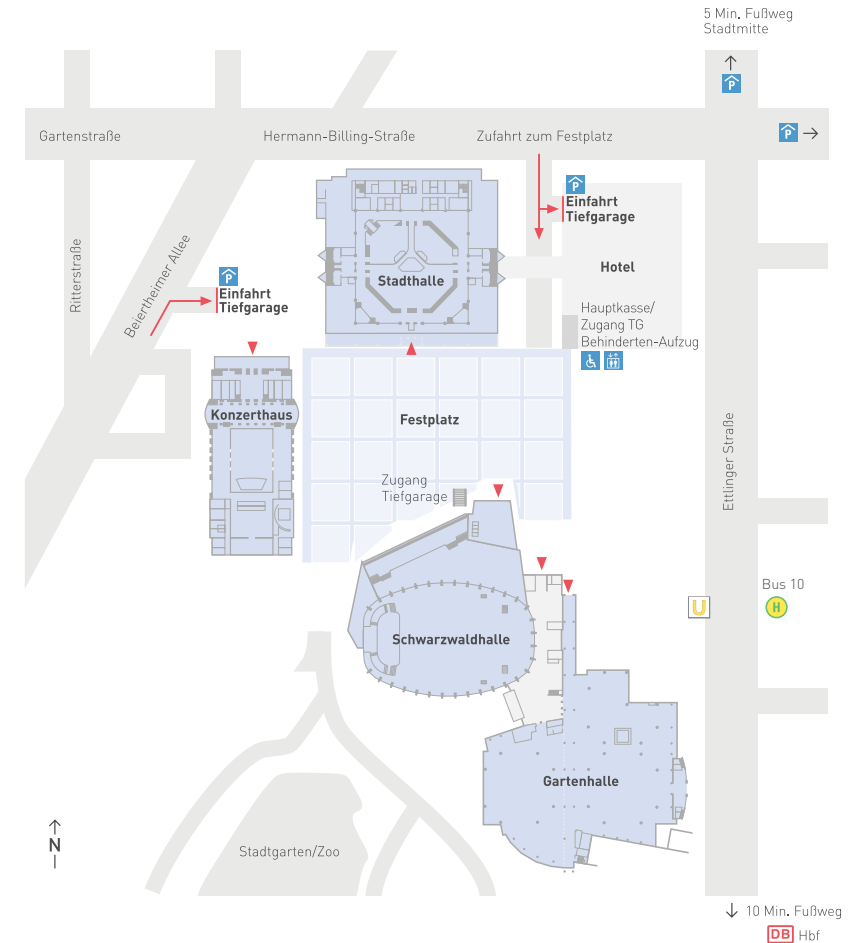 5 Min. Fußweg
Stadtmitte
P
P
Gartenstraße
Hermann-Billing-Straße
Zufahrt zum Festplatz
P
Einfahrt
Tiefgarage
Ritterstraße
Beiertheimer Allee
Stadthalle
Hotel
P
Einfahrt
Tiefgarage
Hauptkasse/
Zugang TG
Behinderten-Aufzug
Konzerthaus
Festplatz
Ettlinger Straße
Zugang
Tiefgarage
Bus 10
U
H
Schwarzwaldhalle
Gartenhalle
N
Stadtgarten/Zoo
10 Min. Fußweg
DB Hbf